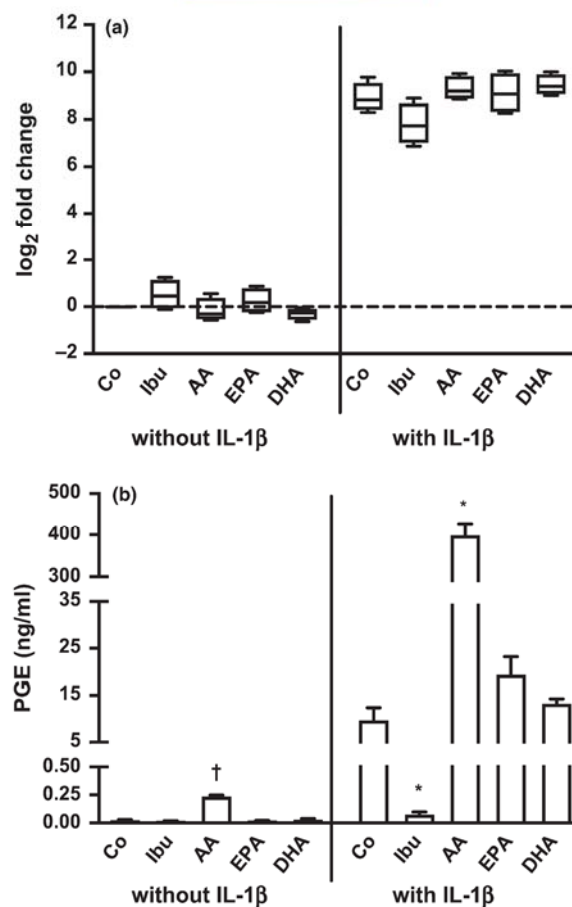 (a)
log₂ fold change
12
10
8
6
4
2
0
−2
Co Ibu AA EPA DHA Co Ibu AA EPA DHA
without IL-1β with IL-1β
(b)
PGE (ng/ml)
500
400
300
35
25
15
5
0.50
0.25
0.00
* 
†
*
Co Ibu AA EPA DHA Co Ibu AA EPA DHA
without IL-1β with IL-1β